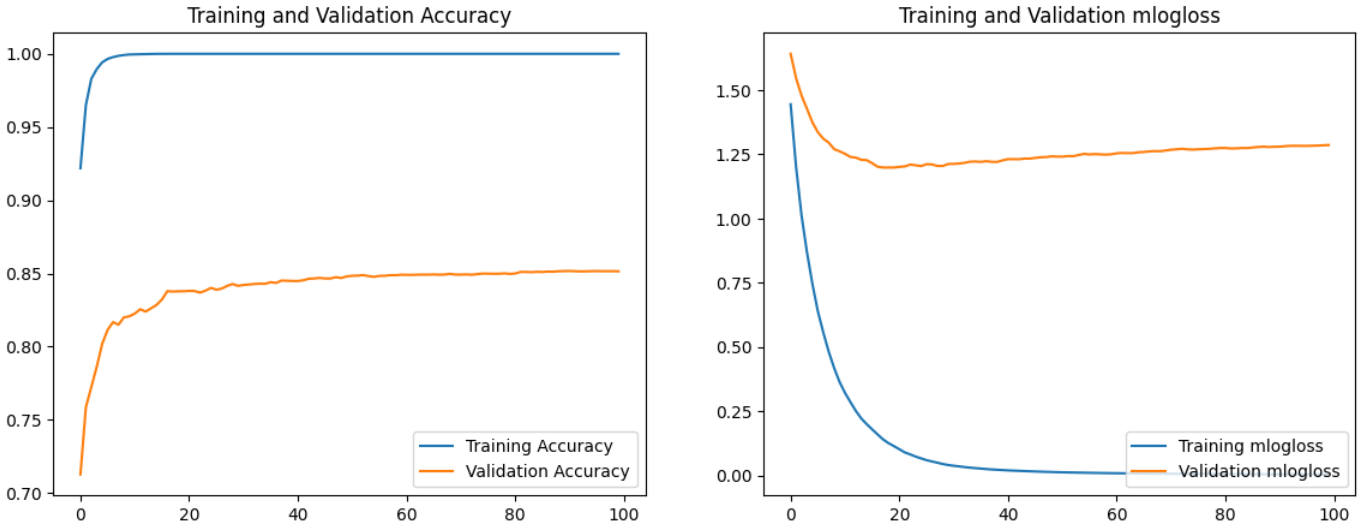 Training and Validation Accuracy
1.00
0.95
0.90
0.85
0.80
0.75
0.70
0 20 40 60 80 100
Training Accuracy
Validation Accuracy
Training and Validation mlogloss
1.50
1.25
1.00
0.75
0.50
0.25
0.00
0 20 40 60 80 100
Training mlogloss
Validation mlogloss